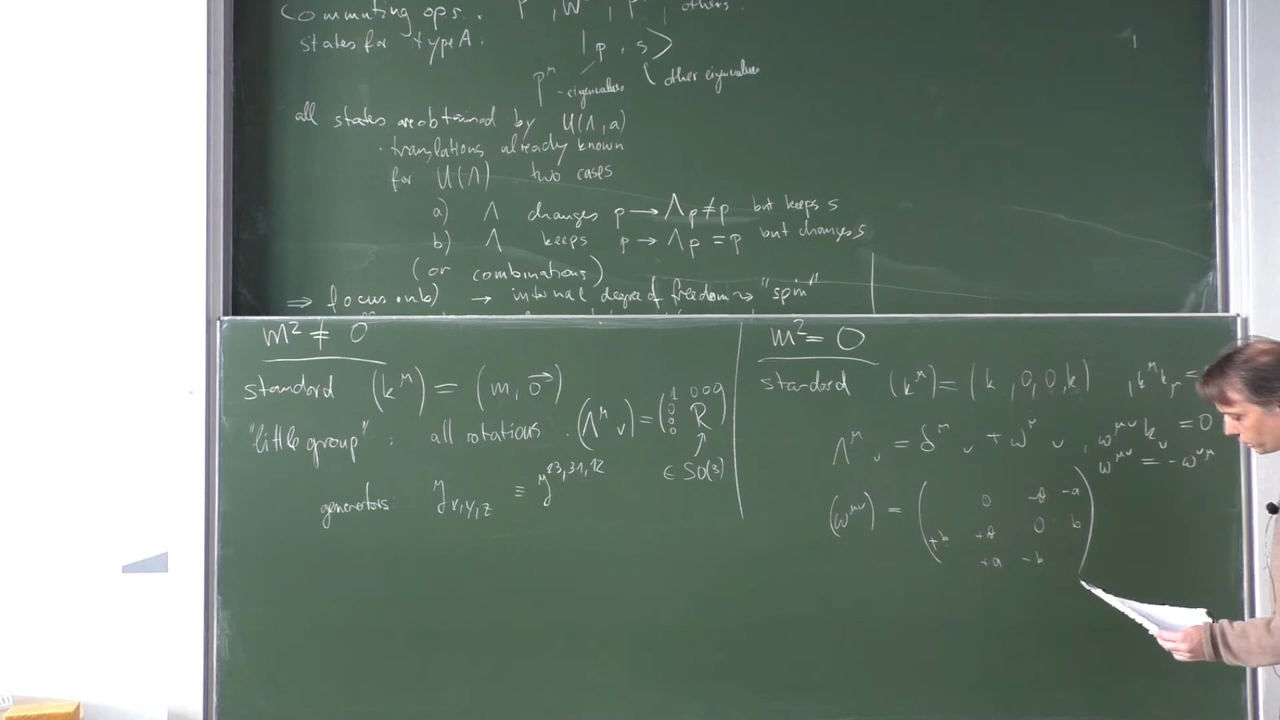 Commuting ops. P , W , P , others.
states for type A. | p , s >
P^μ - eigenvalues other eigenvalues
all states are obtained by U(Λ, a)
· translations already known
for U(Λ) two cases
a) Λ changes p → Λp ≠ p but keeps s
b) Λ keeps p → Λp = p but changes s
(or combinations)
⇒ focus on b) → internal degree of freedom ↝ "spin"
m² ≠ 0
standard (k^μ) = (m, 0⃗)
"little group" : all rotations . (Λ^μ_ν) = (1 0 0 0 0 0 0 R)
∈ SO(3)
generators: J_x,y,z ≡ J^23,31,12
m² = 0
standard (k^μ) = (k , 0, 0, k) , k^μ k_μ =
Λ^μ_ν = δ^μ_ν + ω^μ_ν , ω^μν k_ν = 0
ω^μν = - ω^νμ
(ω^μν) =
0 -θ -a
+b +θ 0 b
+a -b